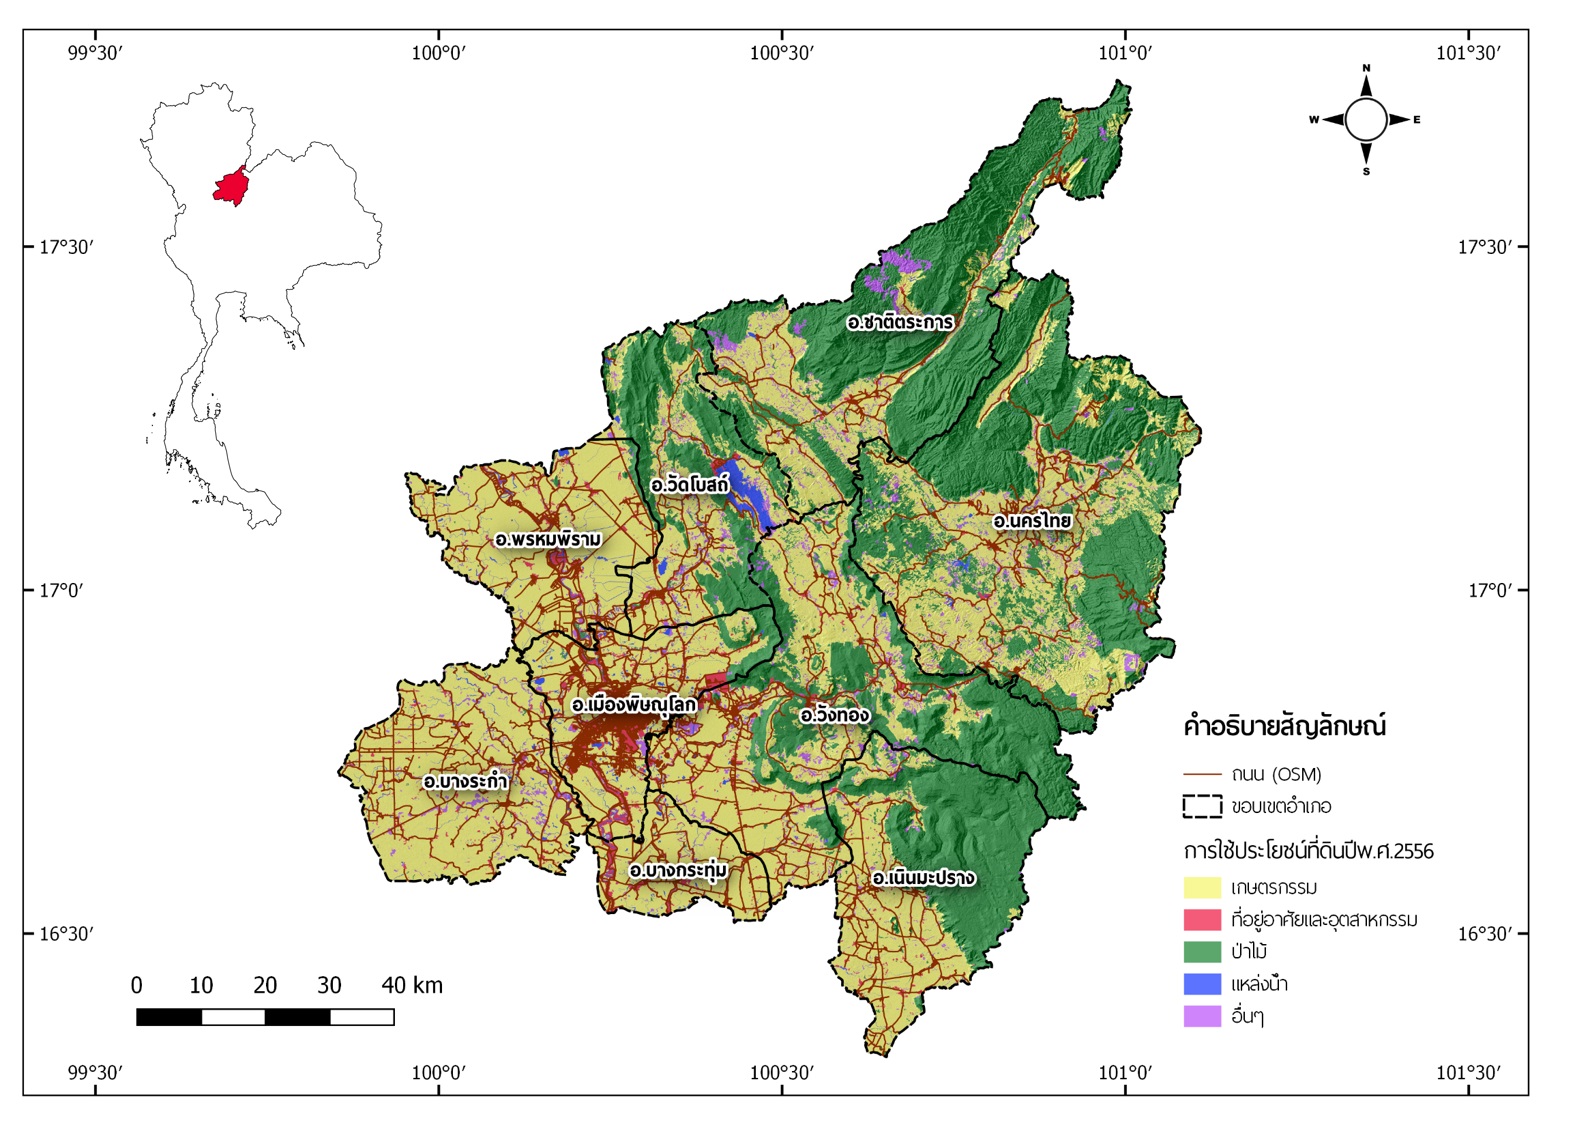 99°30′ 100°0′ 100°30′ 101°0′ 101°30′
N
W E
S
17°30′ 17°30′
อ.ชาติตระการ
อ.วัดโบสถ์
อ.นครไทย
อ.พรหมพิราม
17°0′ 17°0′
อ.เมืองพิษณุโลก
อ.วังทอง
อ.บางระกำ
อ.บางกระทุ่ม
อ.เนินมะปราง
คำอธิบายสัญลักษณ์
ถนน (OSM)
ขอบเขตอำเภอ
การใช้ประโยชน์ที่ดินปีพ.ศ.2556
เกษตรกรรม
ที่อยู่อาศัยและอุตสาหกรรม
ป่าไม้
แหล่งน้ำ
อื่นๆ
16°30′ 16°30′
0 10 20 30 40 km
99°30′ 100°0′ 100°30′ 101°0′ 101°30′